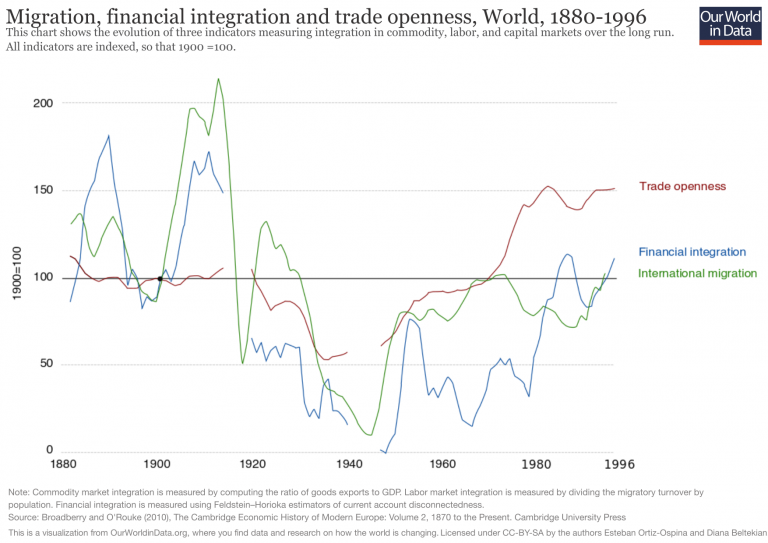 Migration, financial integration and trade openness, World, 1880-1996
This chart shows the evolution of three indicators measuring integration in commodity, labor, and capital markets over the long run.
All indicators are indexed, so that 1900 =100.
Our World
in Data
200
150
100
50
0
1900=100
Trade openness
Financial integration
International migration
1880
1900
1920
1940
1960
1980
1996
Note: Commodity market integration is measured by computing the ratio of goods exports to GDP. Labor market integration is measured by dividing the migratory turnover by
population. Financial integration is measured using Feldstein–Horioka estimators of current account disconnectedness.
Source: Broadberry and O'Rouke (2010), The Cambridge Economic History of Modern Europe: Volume 2, 1870 to the Present. Cambridge University Press
This is a visualization from OurWorldinData.org, where you find data and research on how the world is changing. Licensed under CC-BY-SA by the authors Esteban Ortiz-Ospina and Diana Beltekian